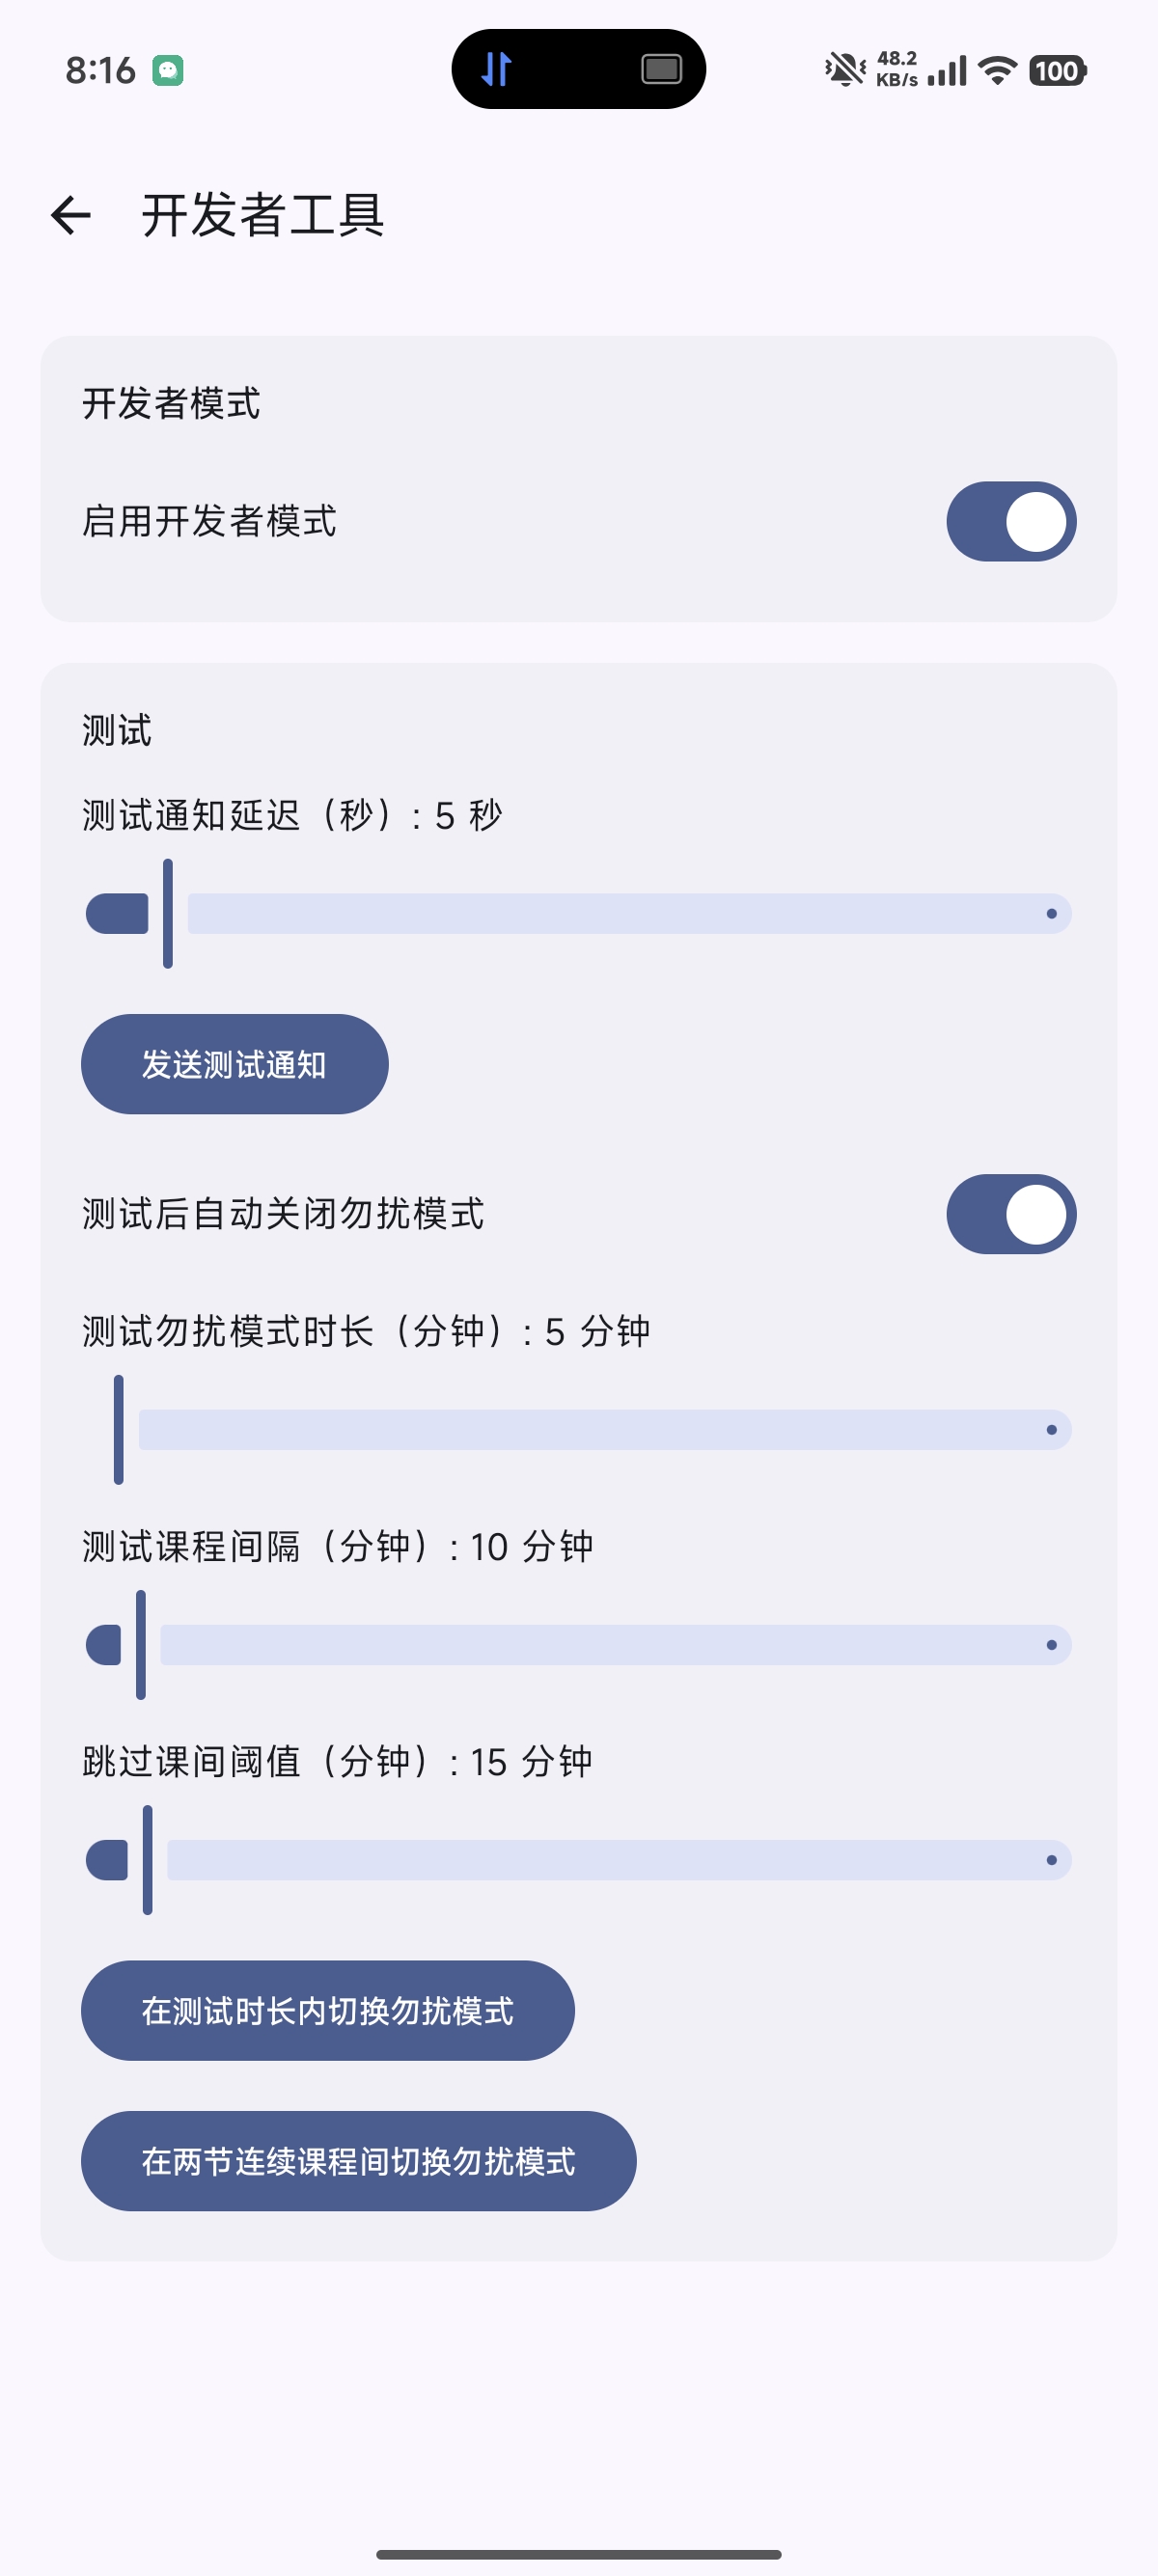 8:16
48.2
KB/s
100
开发者工具
开发者模式
启用开发者模式
测试
测试通知延迟（秒）: 5 秒
发送测试通知
测试后自动关闭勿扰模式
测试勿扰模式时长（分钟）: 5 分钟
测试课程间隔（分钟）: 10 分钟
跳过课间阈值（分钟）: 15 分钟
在测试时长内切换勿扰模式
在两节连续课程间切换勿扰模式